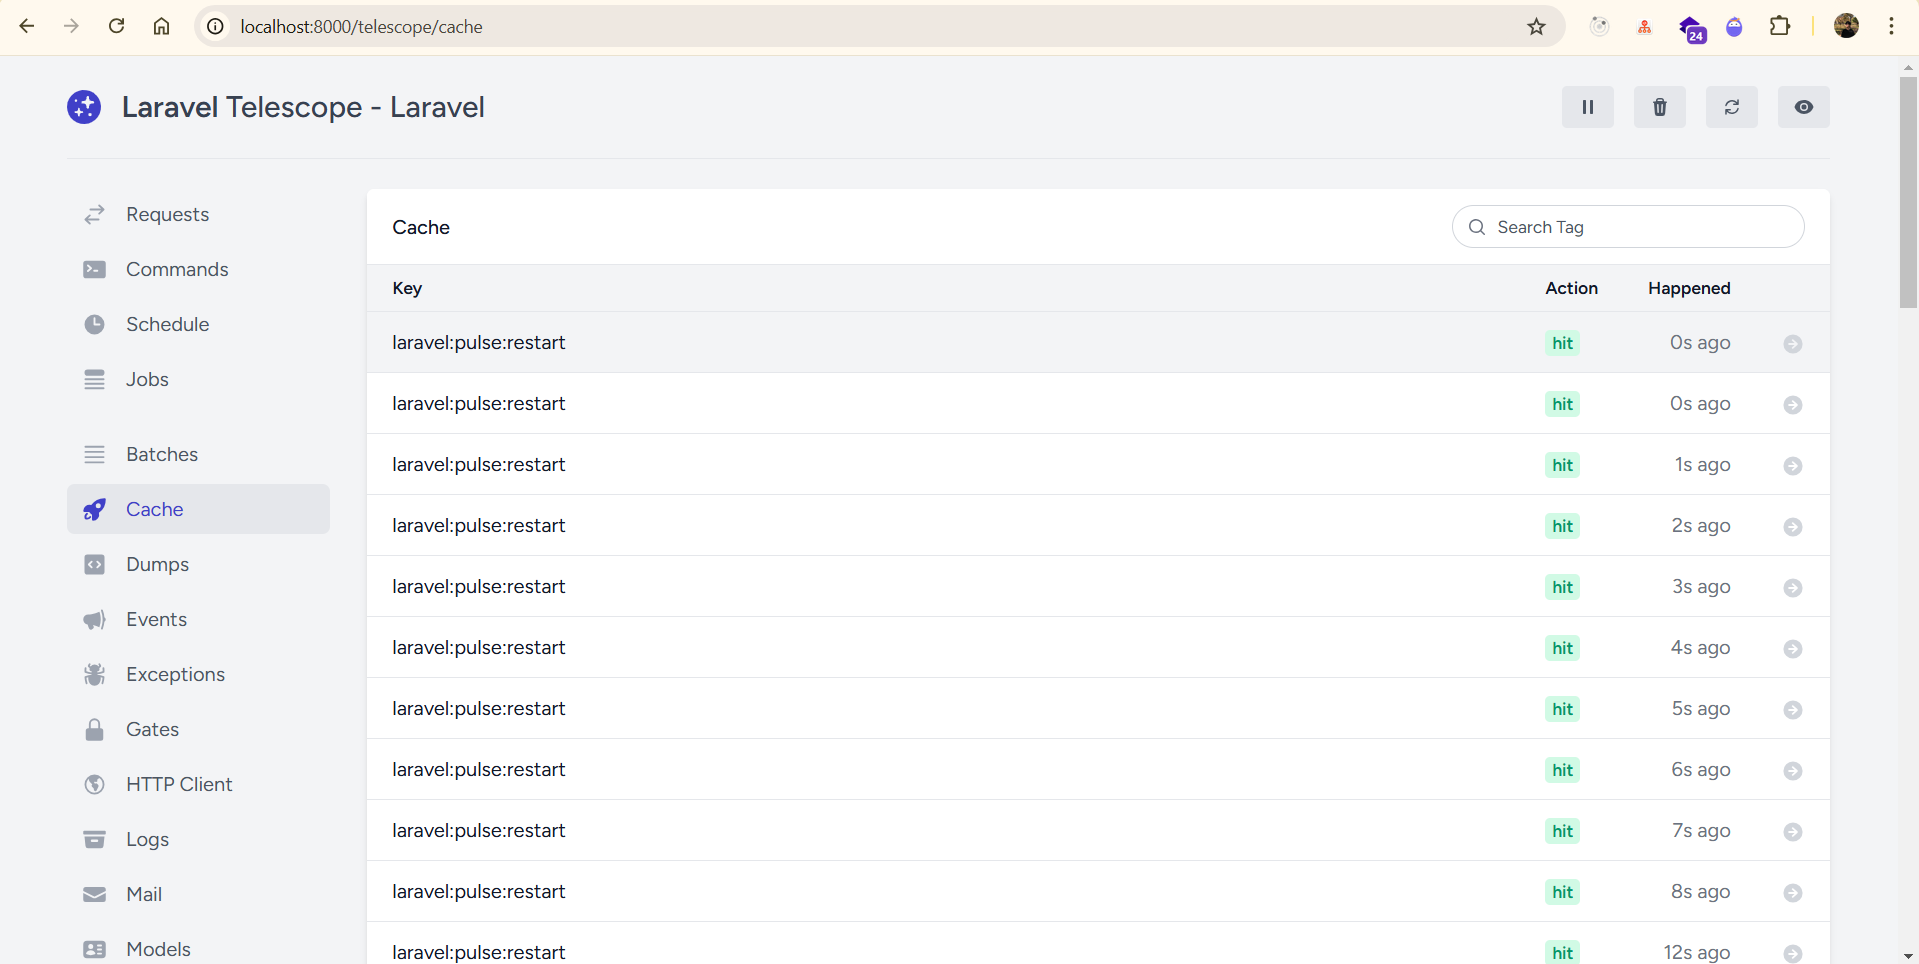 localhost:8000/telescope/cache
24
Laravel Telescope - Laravel
Requests
Commands
Schedule
Jobs
Batches
Cache
Dumps
Events
Exceptions
Gates
HTTP Client
Logs
Mail
Models
Cache
Search Tag
Key Action Happened
laravel:pulse:restart hit 0s ago
laravel:pulse:restart hit 0s ago
laravel:pulse:restart hit 1s ago
laravel:pulse:restart hit 2s ago
laravel:pulse:restart hit 3s ago
laravel:pulse:restart hit 4s ago
laravel:pulse:restart hit 5s ago
laravel:pulse:restart hit 6s ago
laravel:pulse:restart hit 7s ago
laravel:pulse:restart hit 8s ago
laravel:pulse:restart hit 12s ago